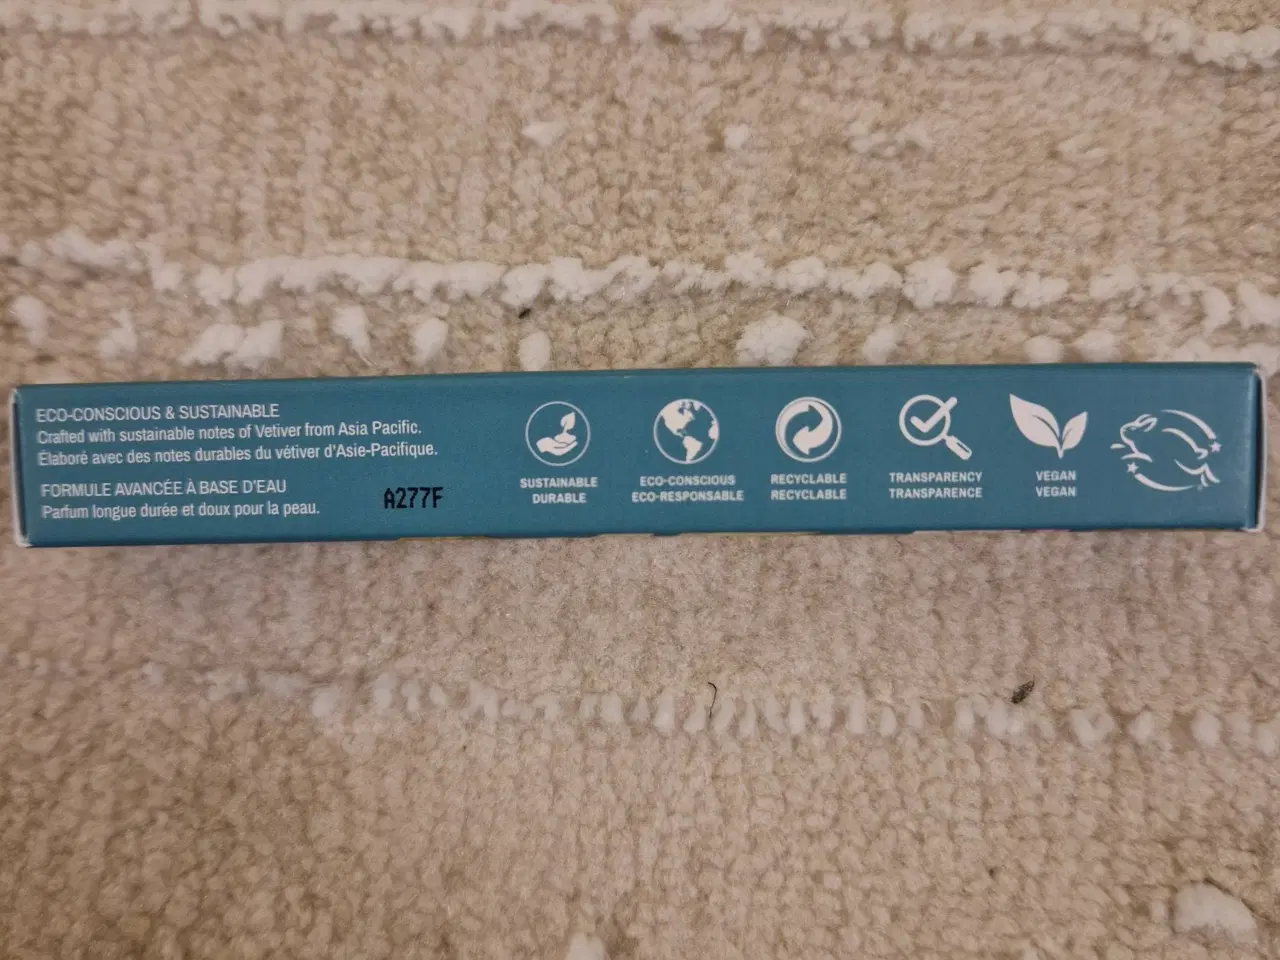 ECO-CONSCIOUS & SUSTAINABLE
Crafted with sustainable notes of Vetiver from Asia Pacific.
Élaboré avec des notes durables du vétiver d'Asie-Pacifique.
FORMULE AVANCÉE À BASE D'EAU
Parfum longue durée et doux pour la peau.
A277F
SUSTAINABLE
DURABLE
ECO-CONSCIOUS
ECO-RESPONSABLE
RECYCLABLE
RECYCLABLE
TRANSPARENCY
TRANSPARENCE
VEGAN
VEGAN